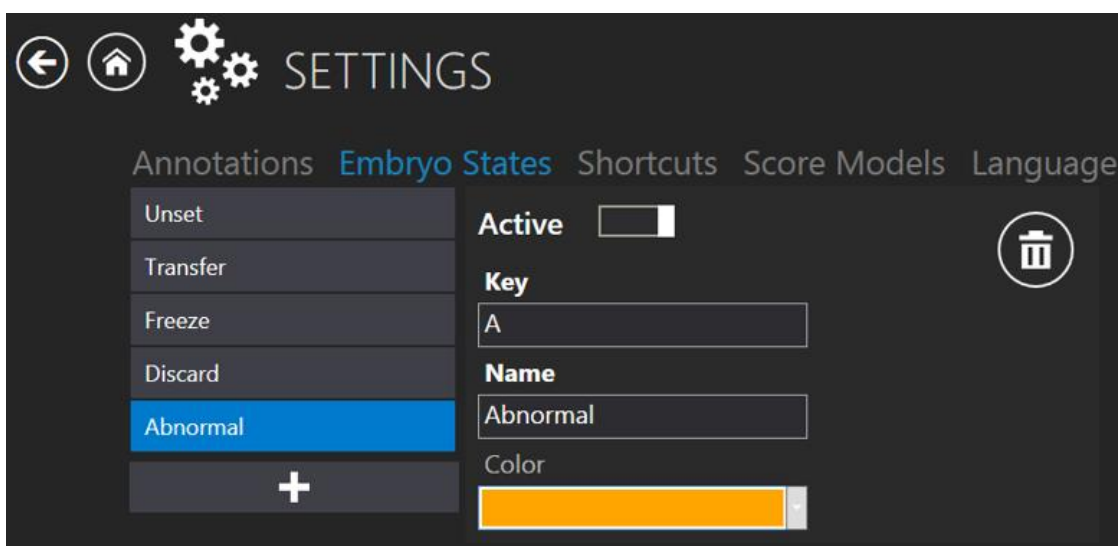 SETTINGS
Annotations Embryo States Shortcuts Score Models Language
Unset
Transfer
Freeze
Discard
Abnormal
Active
Key
A
Name
Abnormal
Color